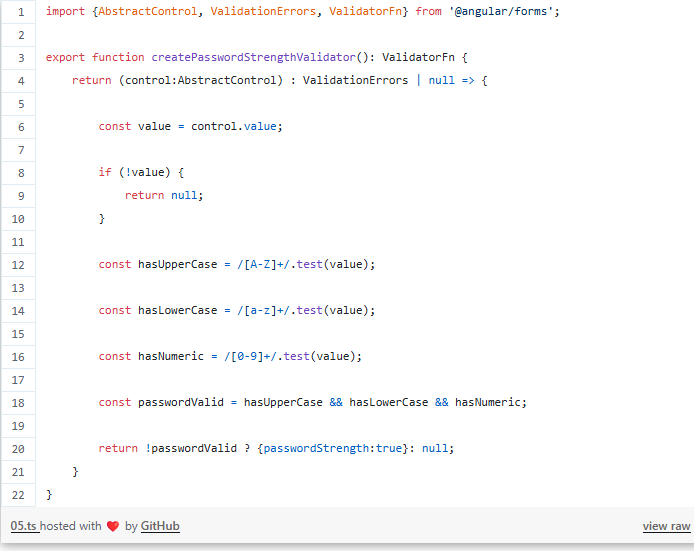 1 import {AbstractControl, ValidationErrors, ValidatorFn} from '@angular/forms';
2
3 export function createPasswordStrengthValidator(): ValidatorFn {
4     return (control:AbstractControl) : ValidationErrors | null => {
5
6         const value = control.value;
7
8         if (!value) {
9             return null;
10         }
11
12         const hasUpperCase = /[A-Z]+/.test(value);
13
14         const hasLowerCase = /[a-z]+/.test(value);
15
16         const hasNumeric = /[0-9]+/.test(value);
17
18         const passwordValid = hasUpperCase && hasLowerCase && hasNumeric;
19
20         return !passwordValid ? {passwordStrength:true}: null;
21     }
22 }
05.ts hosted with ❤ by GitHub view raw